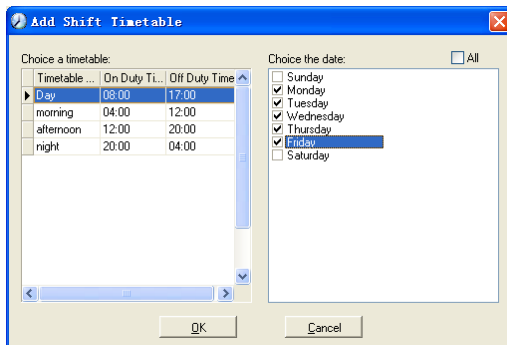 Add Shift Timetable
Choice a timetable:
Timetable ... On Duty Ti... Off Duty Time
Day 08:00 17:00
morning 04:00 12:00
afternoon 12:00 20:00
night 20:00 04:00
Choice the date: All
Sunday
Monday
Tuesday
Wednesday
Thursday
Friday
Saturday
OK Cancel